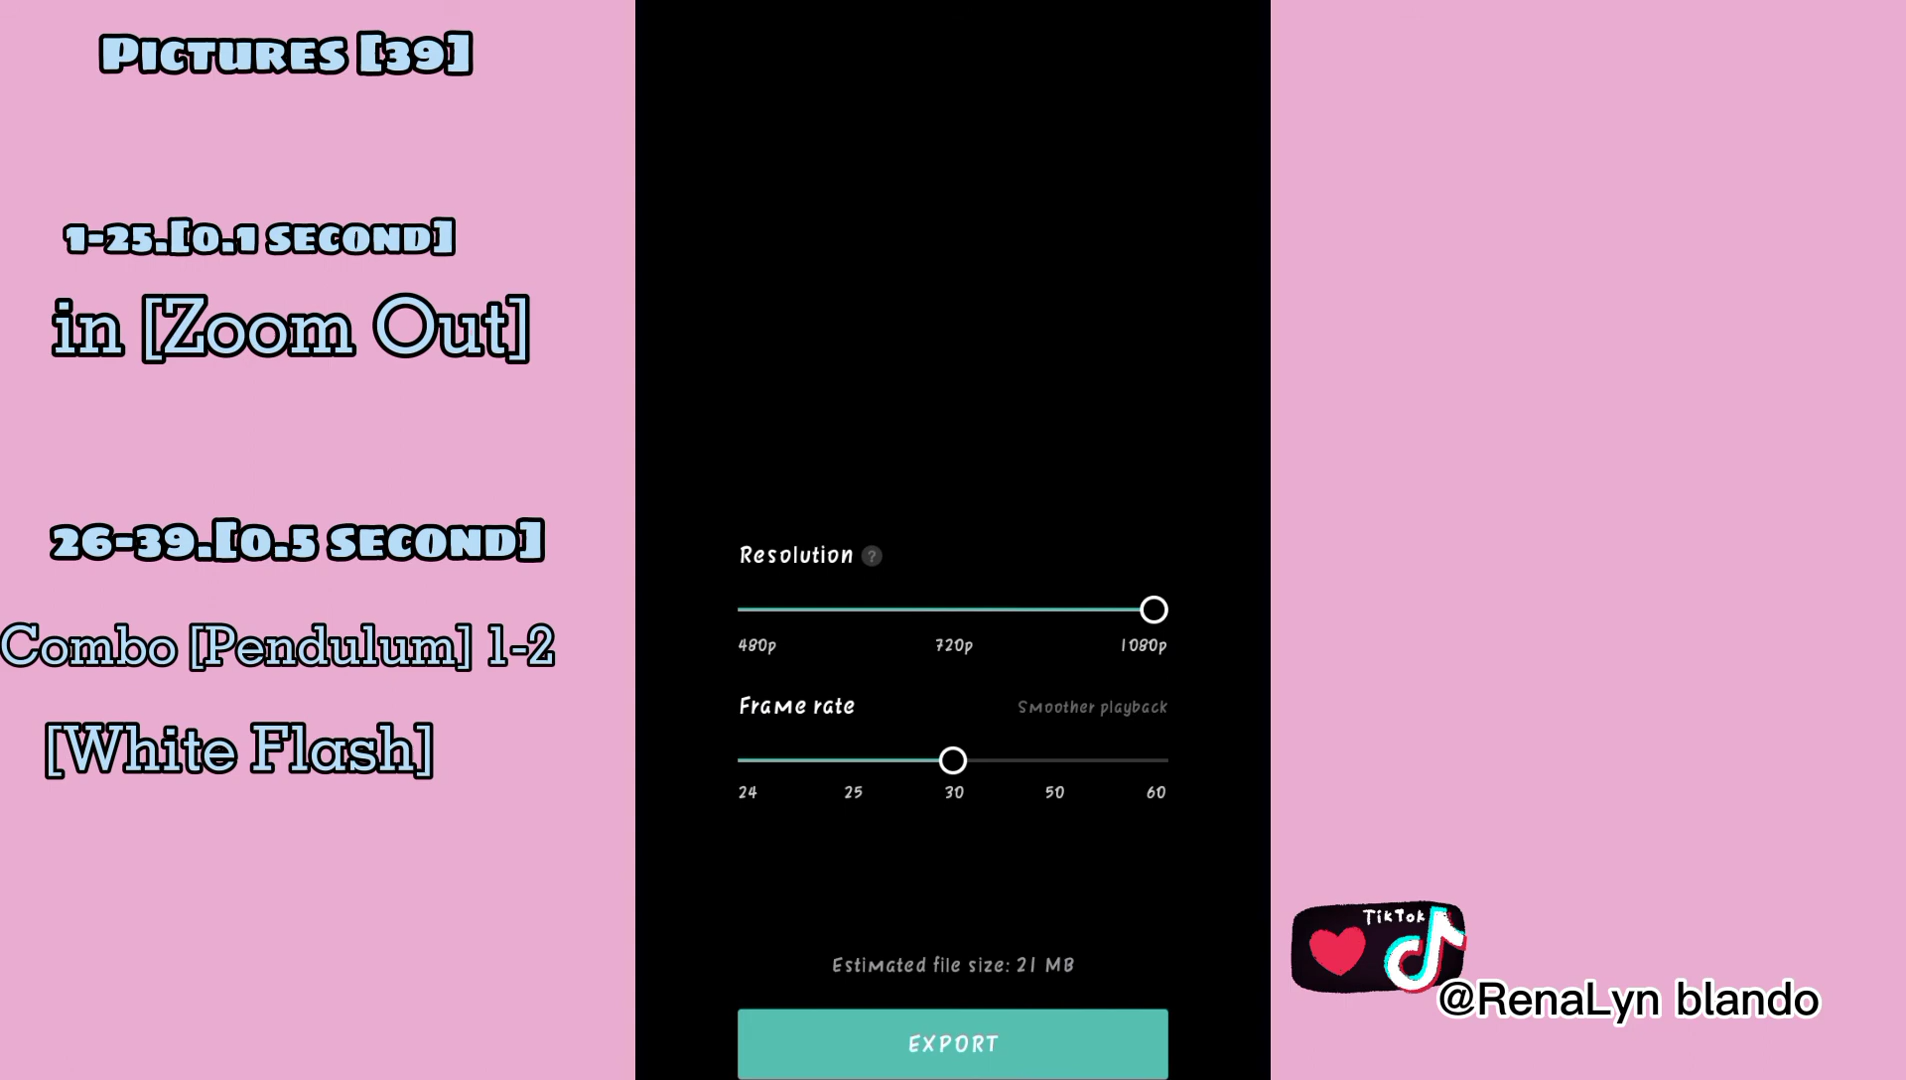 Pictures [39]
1-25.[0.1 second]
in [Zoom Out]
26-39.[0.5 second]
Combo [Pendulum] 1-2
[White Flash]
Resolution ?
480p 720p 1080p
Frame rate Smoother playback
24 25 30 50 60
Estimated file size: 21 MB
EXPORT
TikTok
@RenaLyn blando